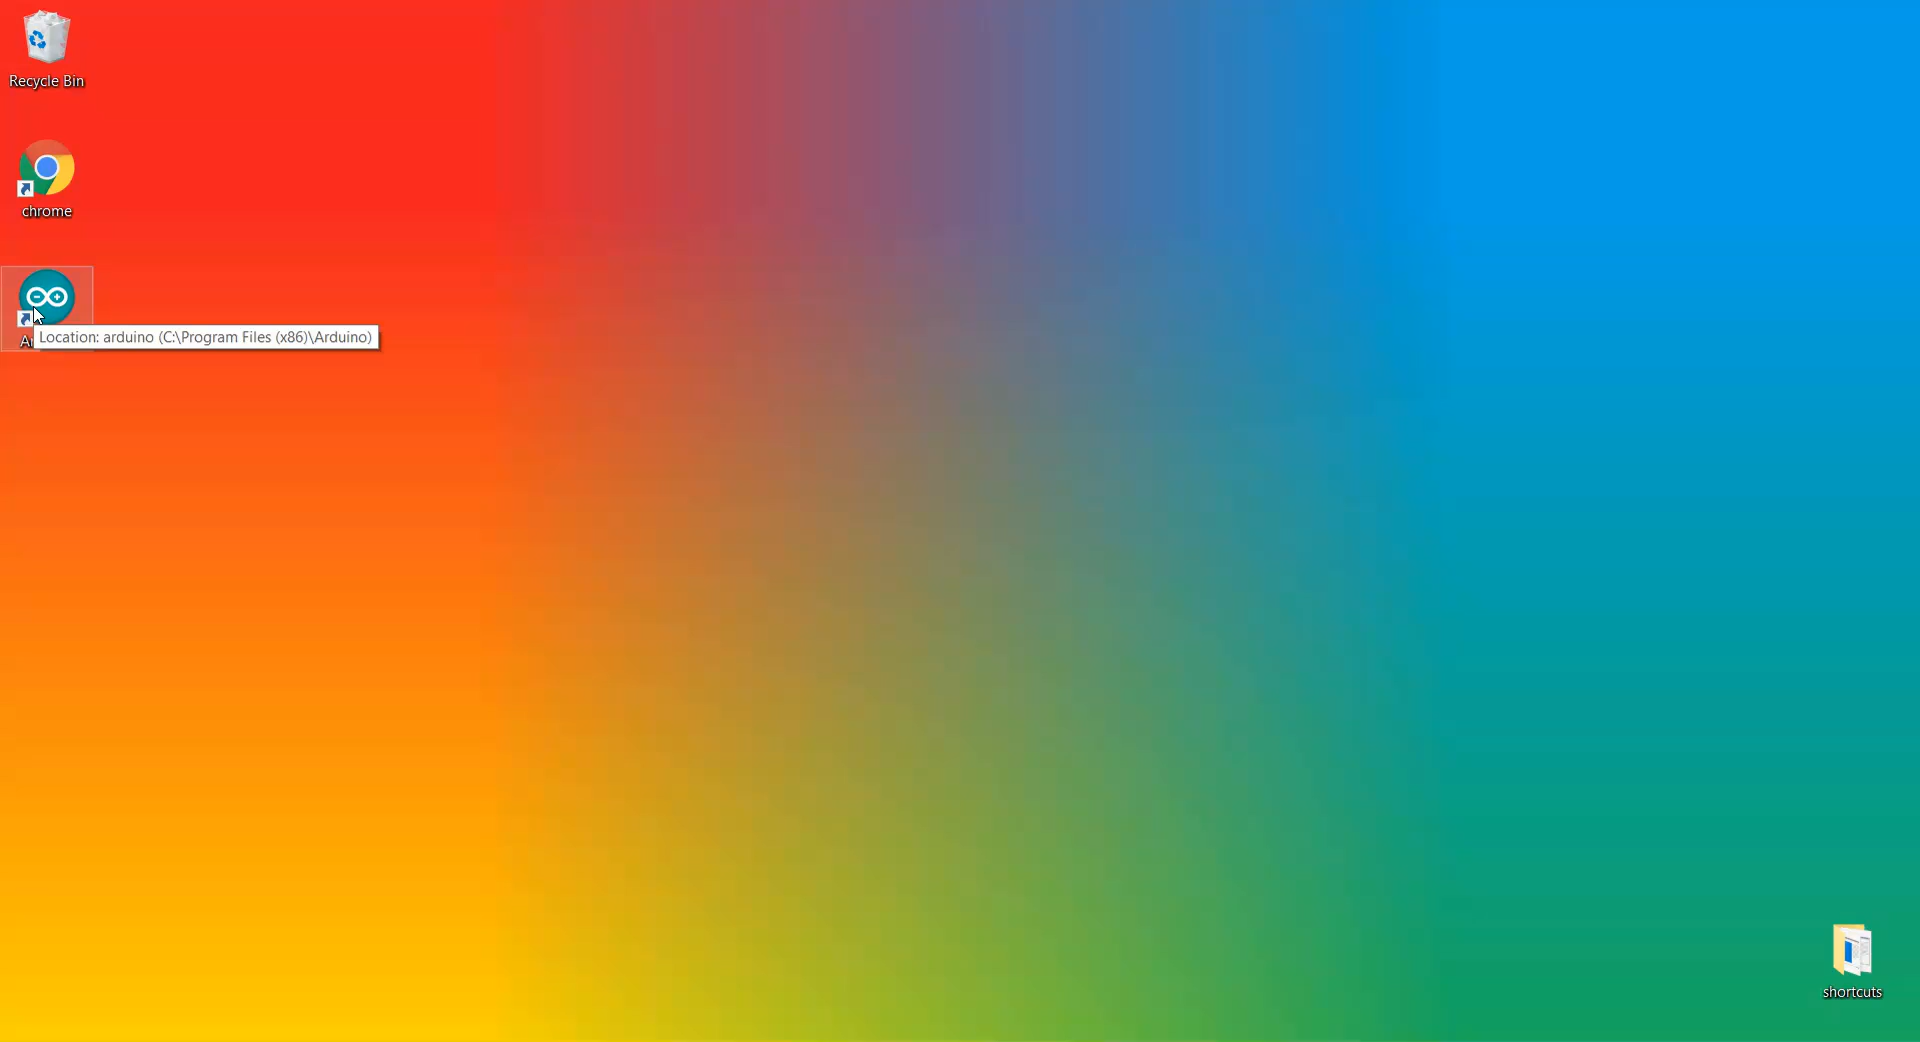 Recycle Bin
chrome
Location: arduino (C:\Program Files (x86)\Arduino)
shortcuts